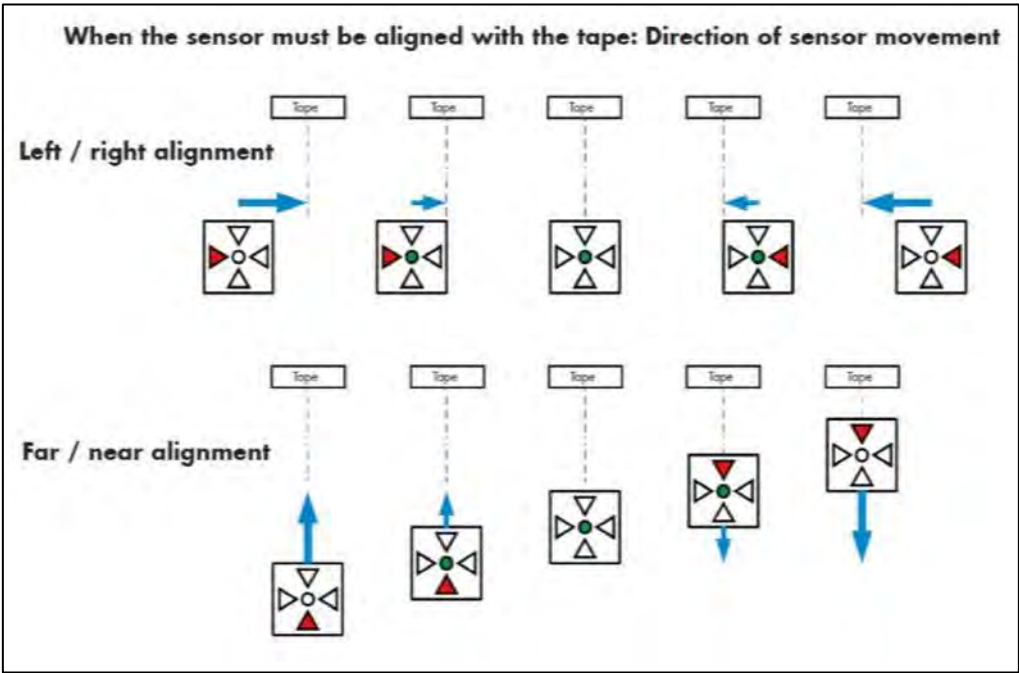 When the sensor must be aligned with the tape: Direction of sensor movement
Tape Tape Tape Tape Tape
Left / right alignment
Tape Tape Tape Tape Tape
Far / near alignment